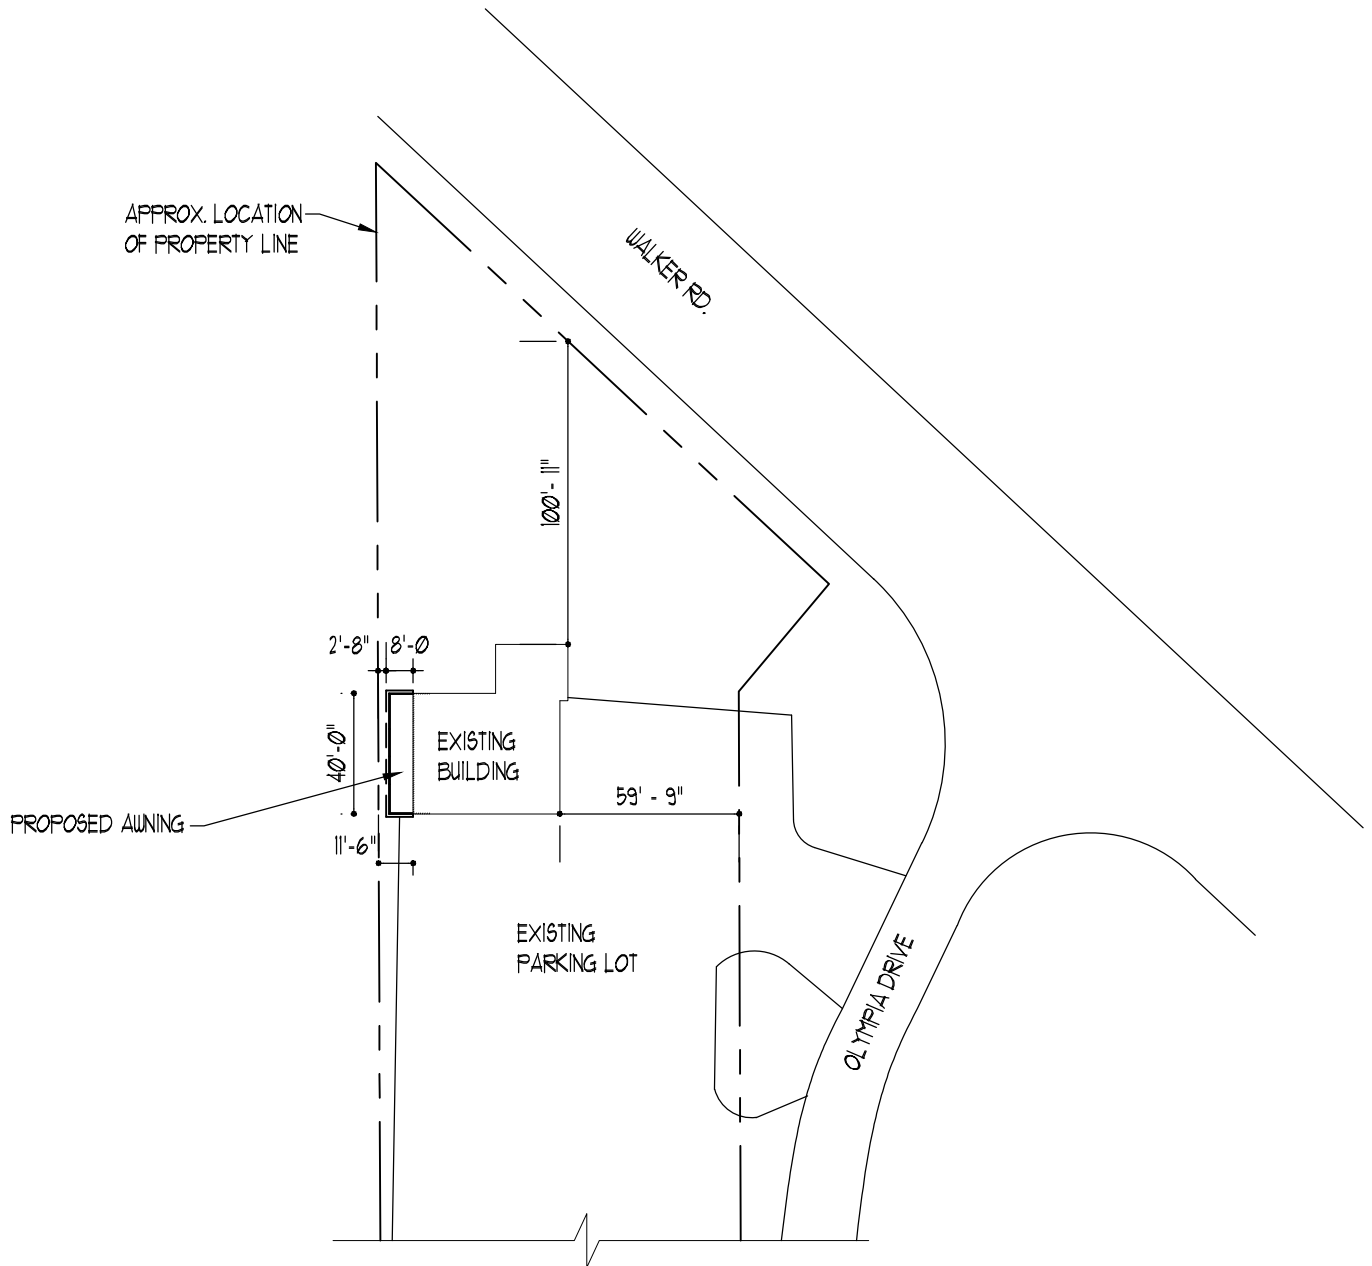 APPROX. LOCATION
OF PROPERTY LINE
WALKER RD.
100'- 11"
2'-8"
8'-0
40'-0"
EXISTING
BUILDING
59' - 9"
PROPOSED AWNING
11'-6"
EXISTING
PARKING LOT
OLYMPIA DRIVE